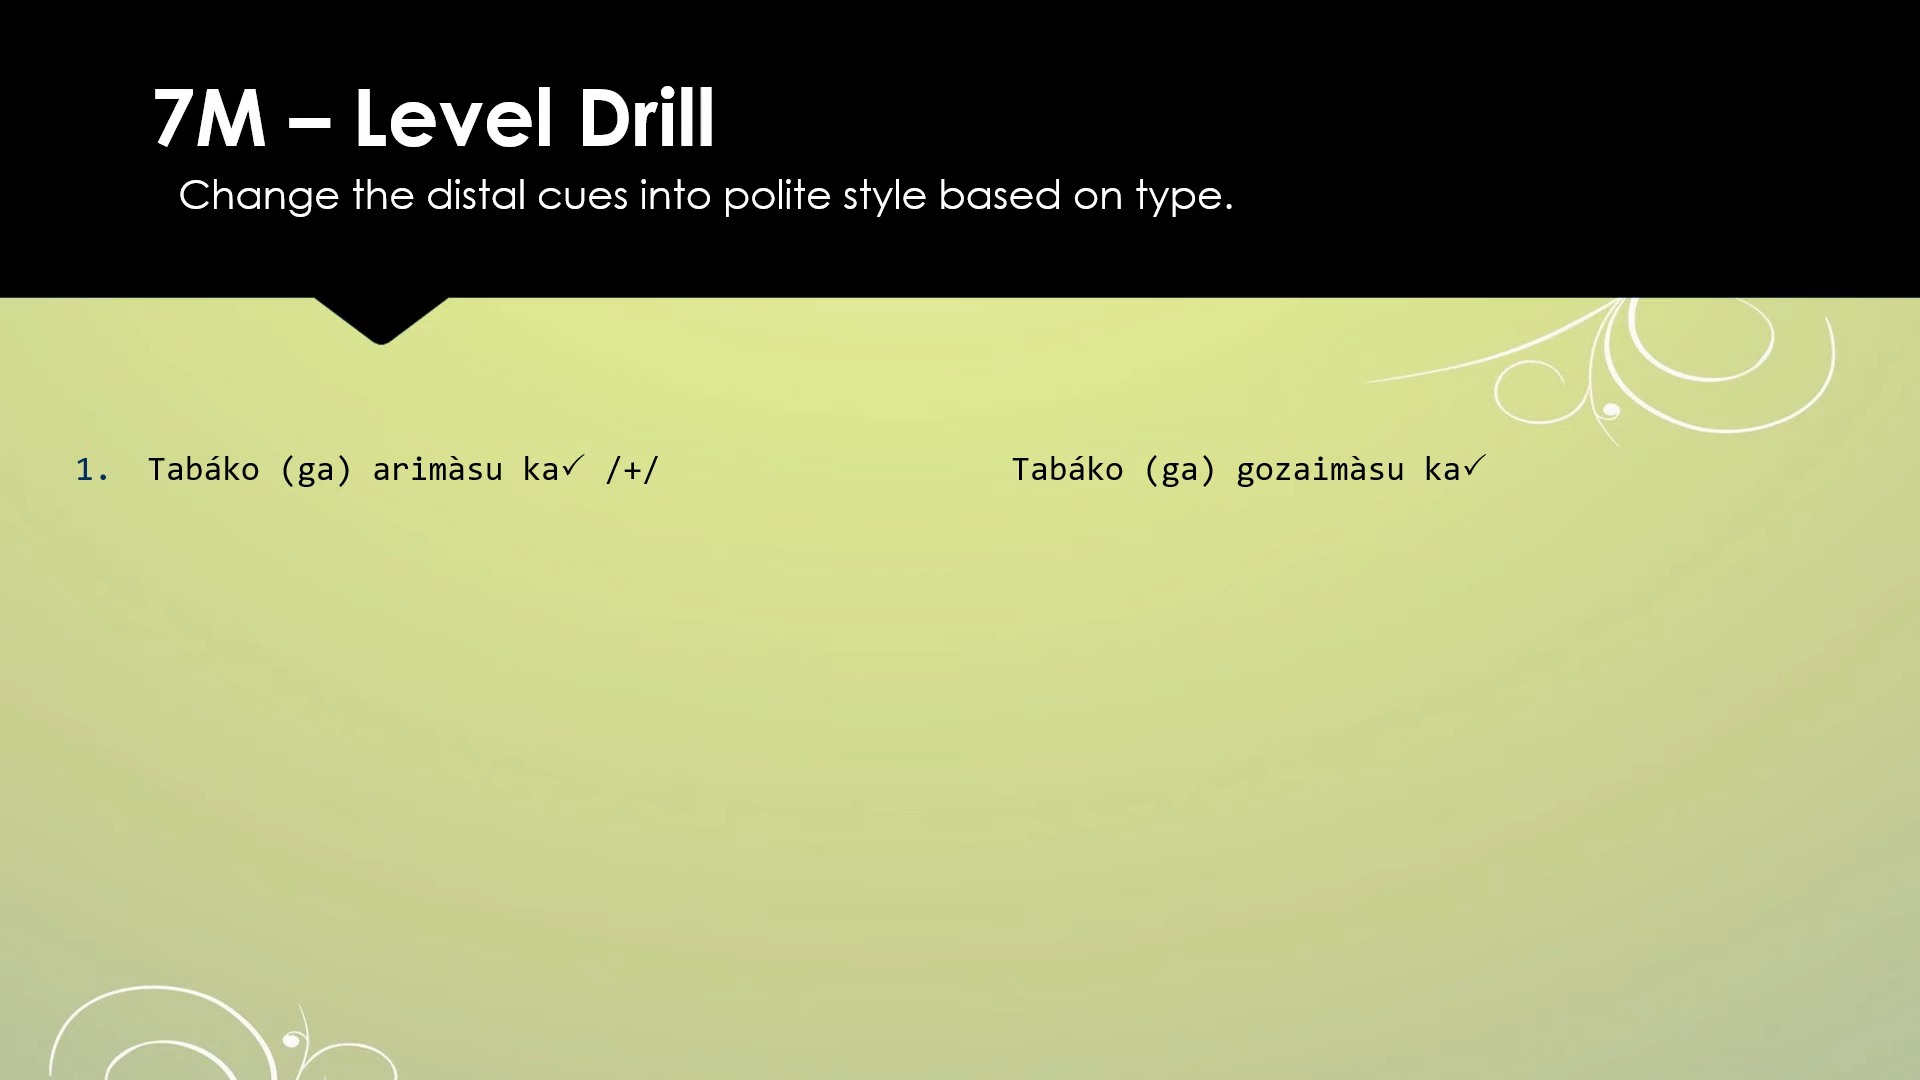 7M – Level Drill
Change the distal cues into polite style based on type.
1. Tabáko (ga) arimàsu ka✓ /+/ Tabáko (ga) gozaimàsu ka✓